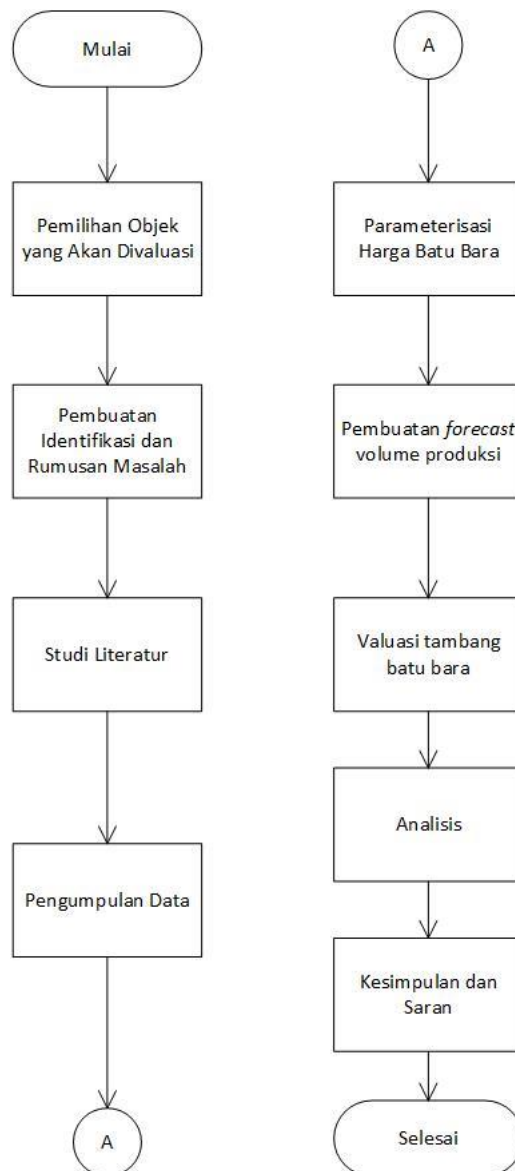 Mulai
Pemilihan Objek
yang Akan Divaluasi
Pembuatan
Identifikasi dan
Rumusan Masalah
Studi Literatur
Pengumpulan Data
A
A
Parameterisasi
Harga Batu Bara
Pembuatan forecast
volume produksi
Valuasi tambang
batu bara
Analisis
Kesimpulan dan
Saran
Selesai